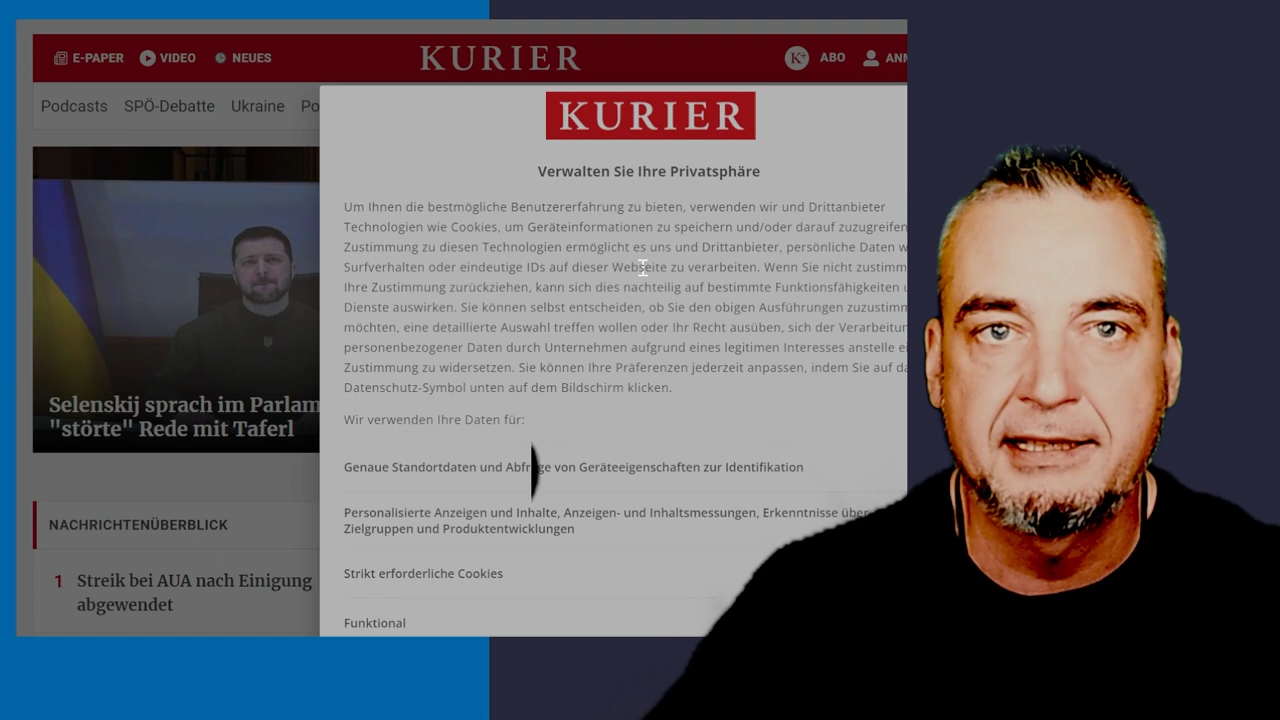 E-PAPER VIDEO NEUES KURIER K+ ABO ANM
Podcasts SPÖ-Debatte Ukraine Po
KURIER
Verwalten Sie Ihre Privatsphäre
Um Ihnen die bestmögliche Benutzererfahrung zu bieten, verwenden wir und Drittanbieter
Technologien wie Cookies, um Geräteinformationen zu speichern und/oder darauf zuzugreifen
Zustimmung zu diesen Technologien ermöglicht es uns und Drittanbieter, persönliche Daten w
Surfverhalten oder eindeutige IDs auf dieser Webseite zu verarbeiten. Wenn Sie nicht zustimm
Ihre Zustimmung zurückziehen, kann sich dies nachteilig auf bestimmte Funktionsfähigkeiten u
Dienste auswirken. Sie können selbst entscheiden, ob Sie den obigen Ausführungen zuzustimm
möchten, eine detaillierte Auswahl treffen wollen oder Ihr Recht ausüben, sich der Verarbeitun
personenbezogener Daten durch Unternehmen aufgrund eines legitimen Interesses anstelle ei
Zustimmung zu widersetzen. Sie können Ihre Präferenzen jederzeit anpassen, indem Sie auf da
Datenschutz-Symbol unten auf dem Bildschirm klicken.
Wir verwenden Ihre Daten für:
Genaue Standortdaten und Abfrage von Geräteeigenschaften zur Identifikation
Personalisierte Anzeigen und Inhalte, Anzeigen- und Inhaltsmessungen, Erkenntnisse über
Zielgruppen und Produktentwicklungen
Strikt erforderliche Cookies
Funktional
Selenskij sprach im Parlam
"störte" Rede mit Taferl
NACHRICHTENÜBERBLICK
1 Streik bei AUA nach Einigung
abgewendet